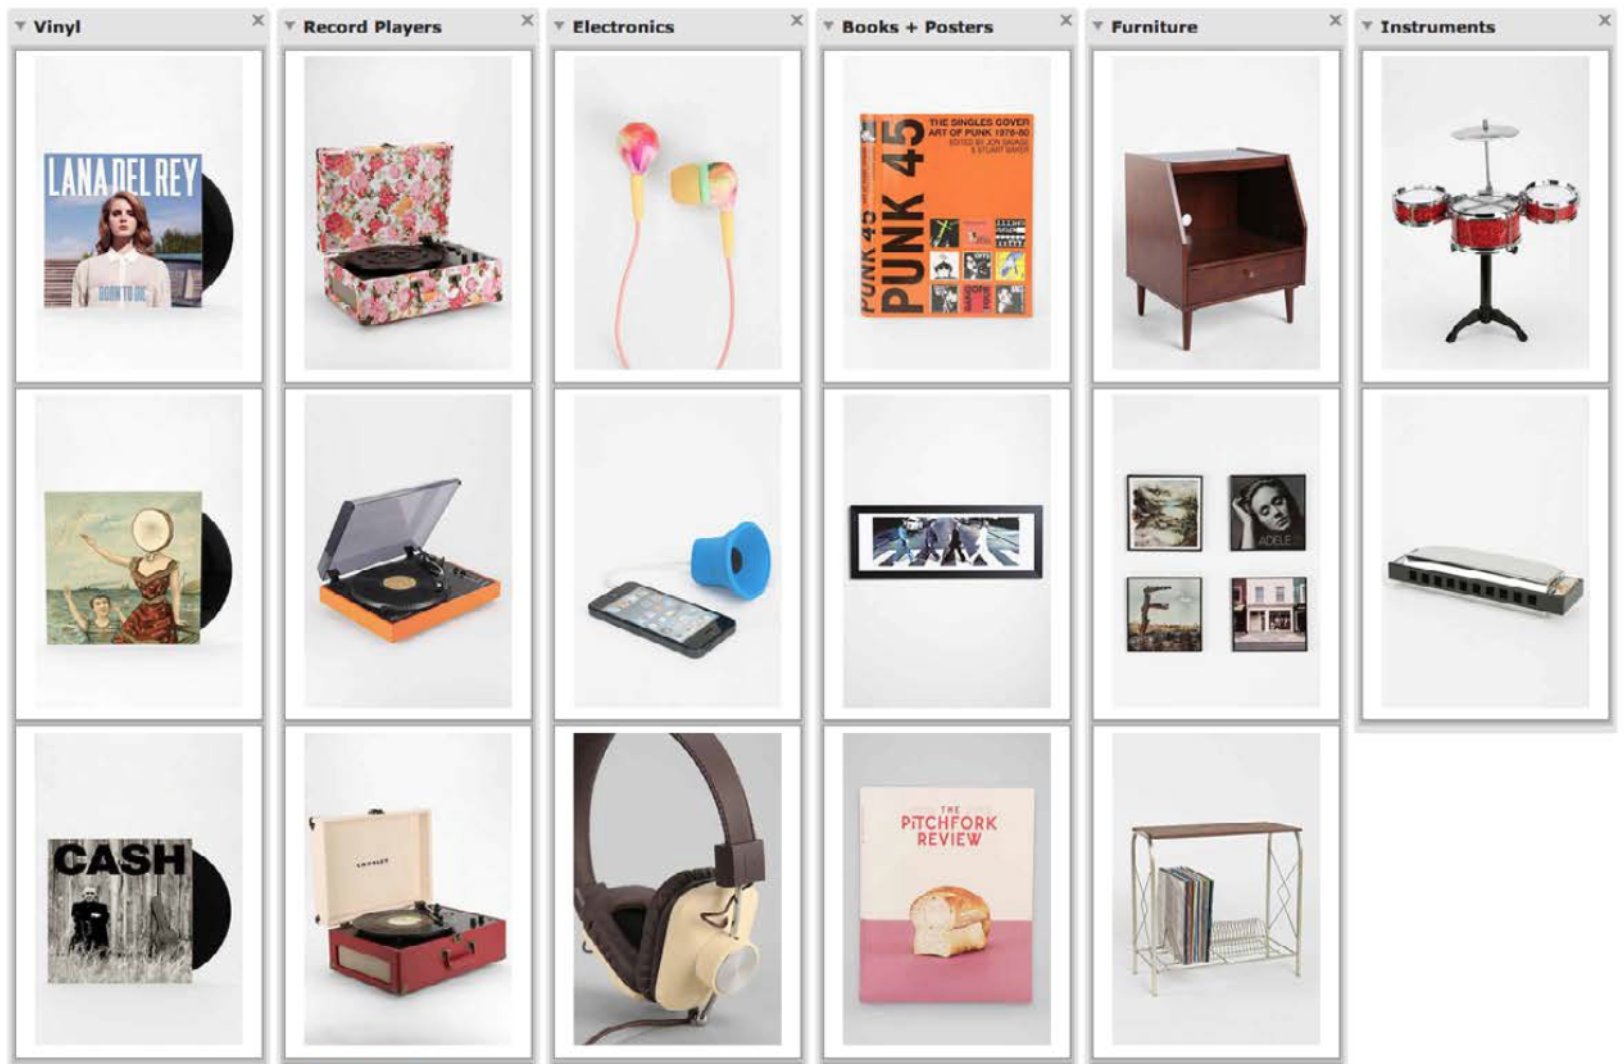 Vinyl
Record Players
Electronics
Books + Posters
Furniture
Instruments
LANA DEL REY
BORN TO DIE
PUNK 45
PUNK 45
THE SINGLES COVER
ART OF PUNK 1976-80
EDITED BY JON SAVAGE
& STUART BAKER
ADELE
CASH
CROSLEY
THE
PiTCHFORK
REVIEW